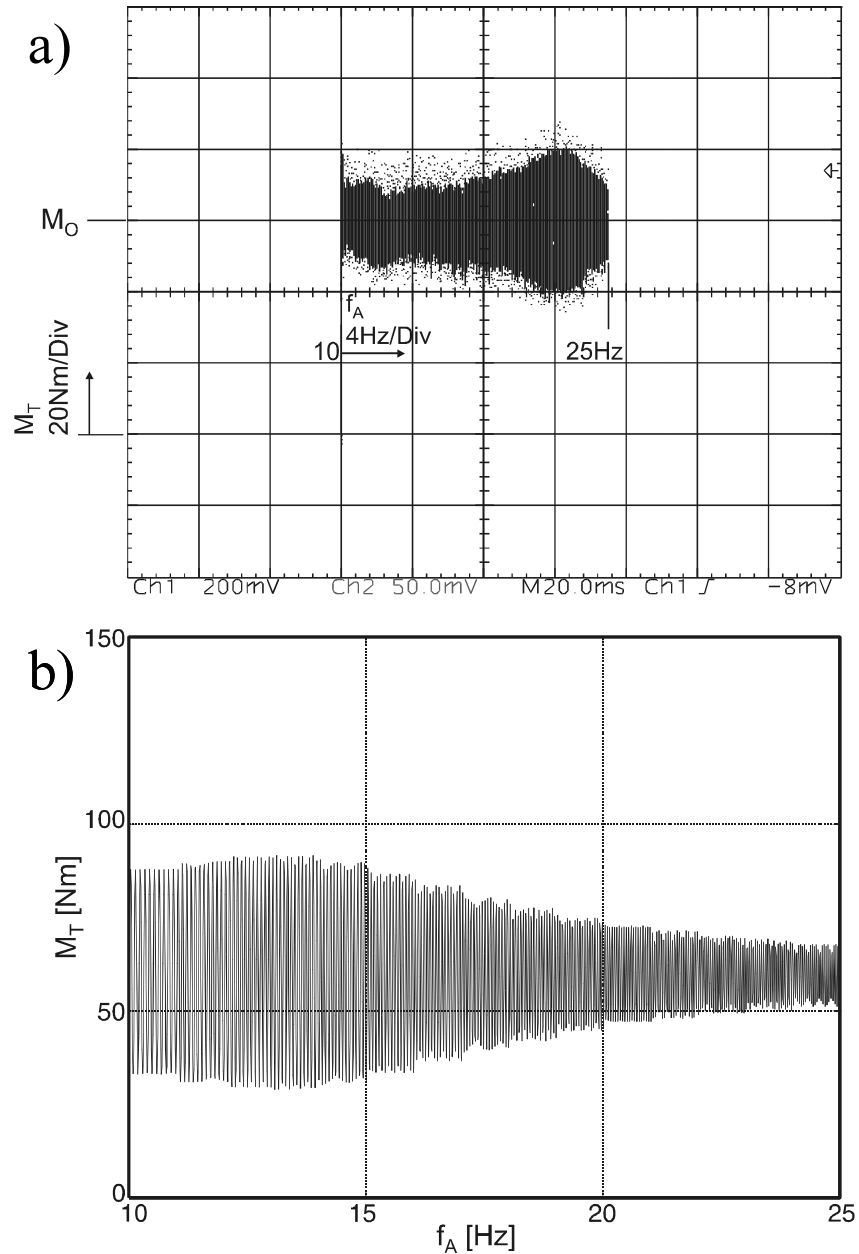 a)
M_O
f_A
4Hz/Div
10
25Hz
M_T
20Nm/Div
Ch1 200mV Ch2 50.0mV M20.0ms Ch1 -8mV
b)
150
100
50
0
M_T [Nm]
10 15 20 25
f_A [Hz]